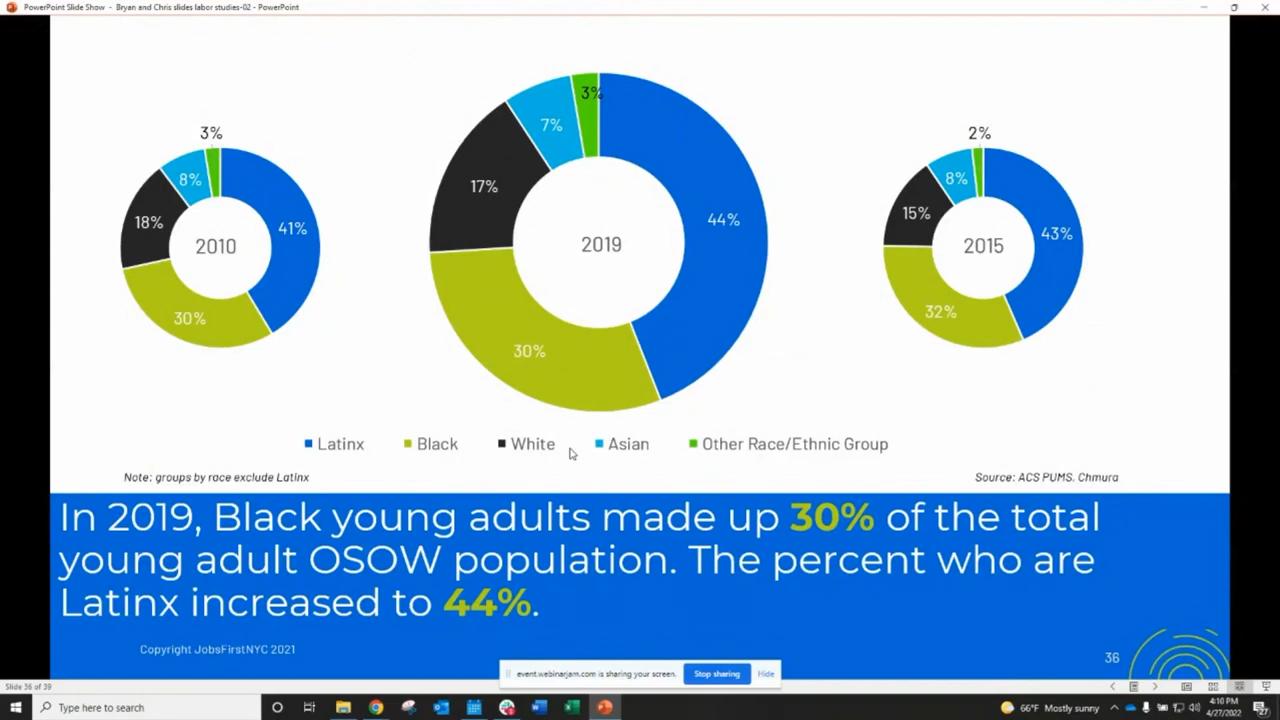 PowerPoint Slide Show - Bryan and Chris slides labor studies-02 - PowerPoint
3%
8%
18%
41%
2010
30%
3%
7%
17%
44%
2019
30%
2%
8%
15%
43%
2015
32%
Latinx Black White Asian Other Race/Ethnic Group
Note: groups by race exclude Latinx
Source: ACS PUMS, Chmura
In 2019, Black young adults made up 30% of the total
young adult OSOW population. The percent who are
Latinx increased to 44%.
Copyright JobsFirstNYC 2021
36
event.webinarjam.com is sharing your screen. Stop sharing Hide
Slide 36 of 39
Type here to search
66°F Mostly sunny
4:10 PM
4/27/2022
27